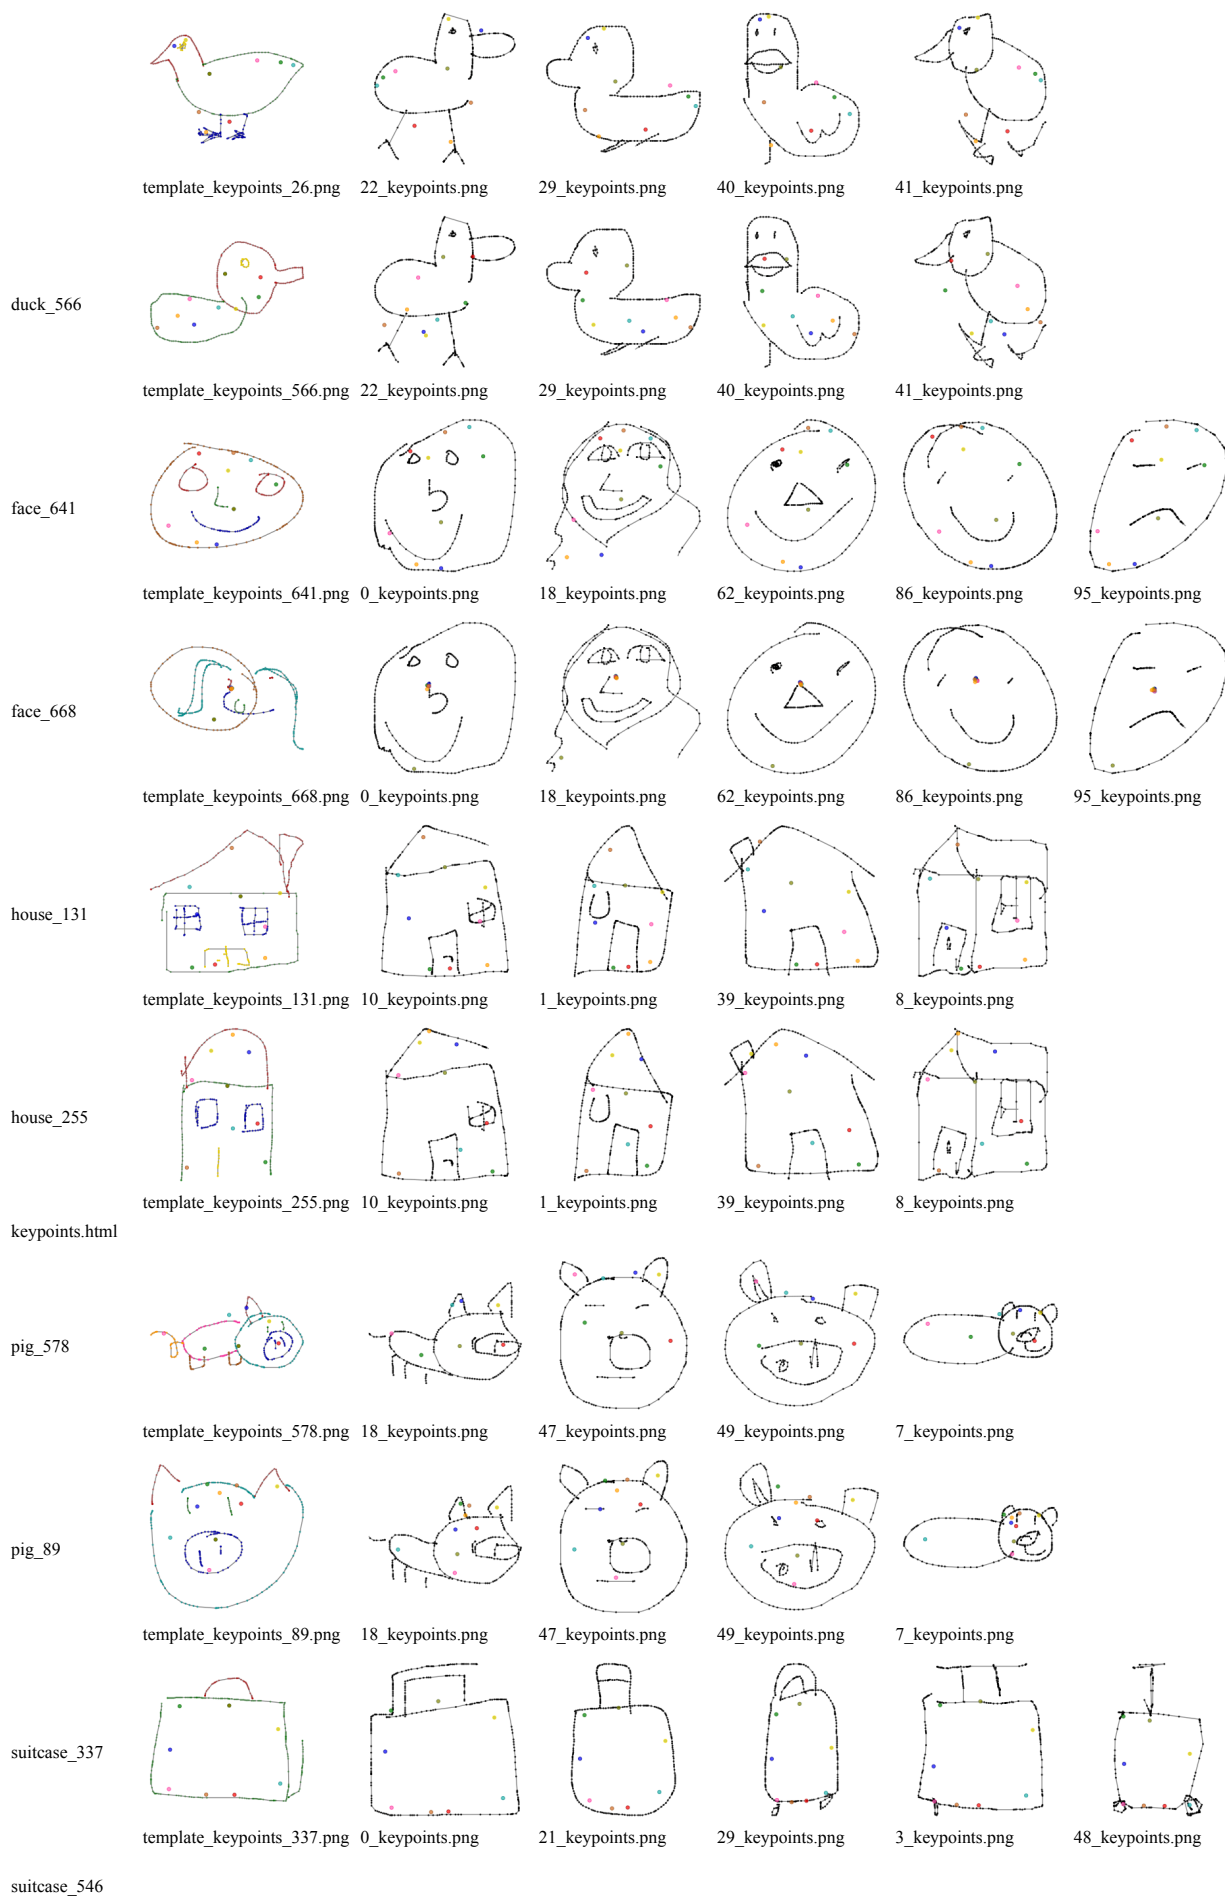 template_keypoints_26.png 22_keypoints.png 29_keypoints.png 40_keypoints.png 41_keypoints.png
duck_566
template_keypoints_566.png 22_keypoints.png 29_keypoints.png 40_keypoints.png 41_keypoints.png
face_641
template_keypoints_641.png 0_keypoints.png 18_keypoints.png 62_keypoints.png 86_keypoints.png 95_keypoints.png
face_668
template_keypoints_668.png 0_keypoints.png 18_keypoints.png 62_keypoints.png 86_keypoints.png 95_keypoints.png
house_131
template_keypoints_131.png 10_keypoints.png 1_keypoints.png 39_keypoints.png 8_keypoints.png
house_255
template_keypoints_255.png 10_keypoints.png 1_keypoints.png 39_keypoints.png 8_keypoints.png
keypoints.html
pig_578
template_keypoints_578.png 18_keypoints.png 47_keypoints.png 49_keypoints.png 7_keypoints.png
pig_89
template_keypoints_89.png 18_keypoints.png 47_keypoints.png 49_keypoints.png 7_keypoints.png
suitcase_337
template_keypoints_337.png 0_keypoints.png 21_keypoints.png 29_keypoints.png 3_keypoints.png 48_keypoints.png
suitcase_546